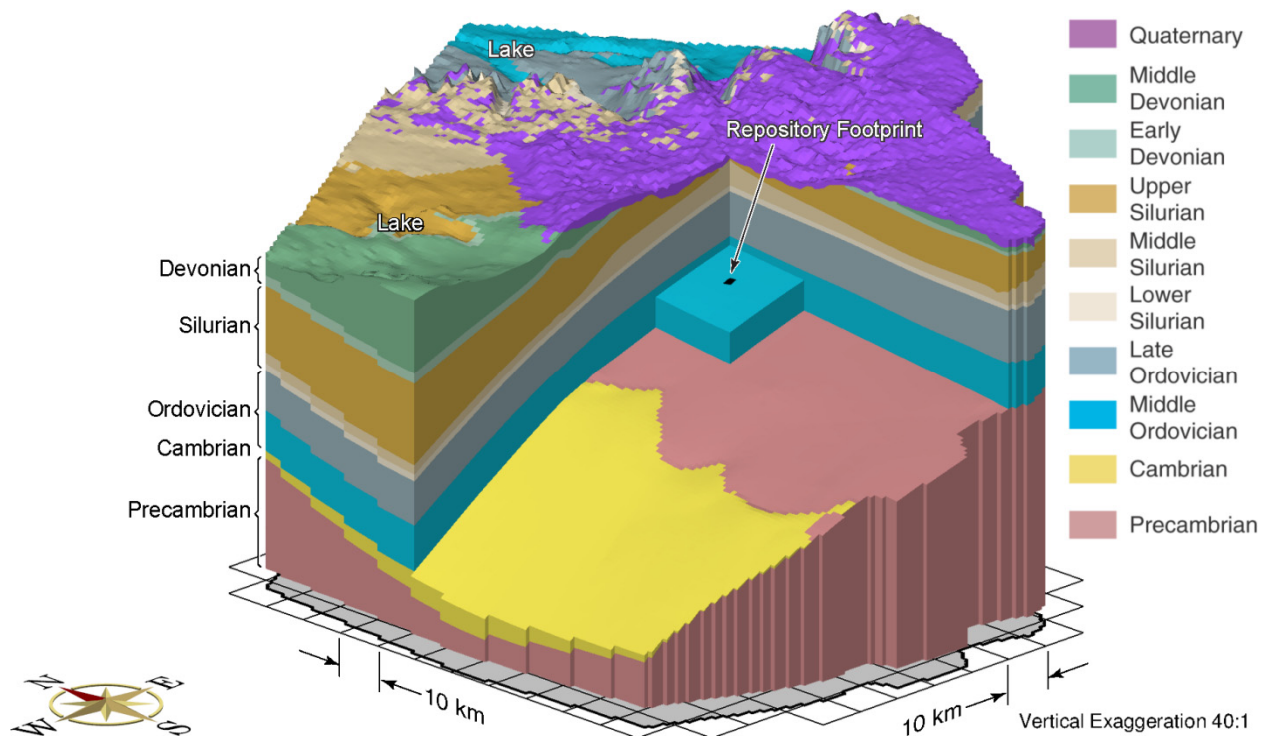 Lake
Repository Footprint
Lake
Devonian
Silurian
Ordovician
Cambrian
Precambrian
Quaternary
Middle
Devonian
Early
Devonian
Upper
Silurian
Middle
Silurian
Lower
Silurian
Late
Ordovician
Middle
Ordovician
Cambrian
Precambrian
N
E
W
S
10 km
10 km
Vertical Exaggeration 40:1